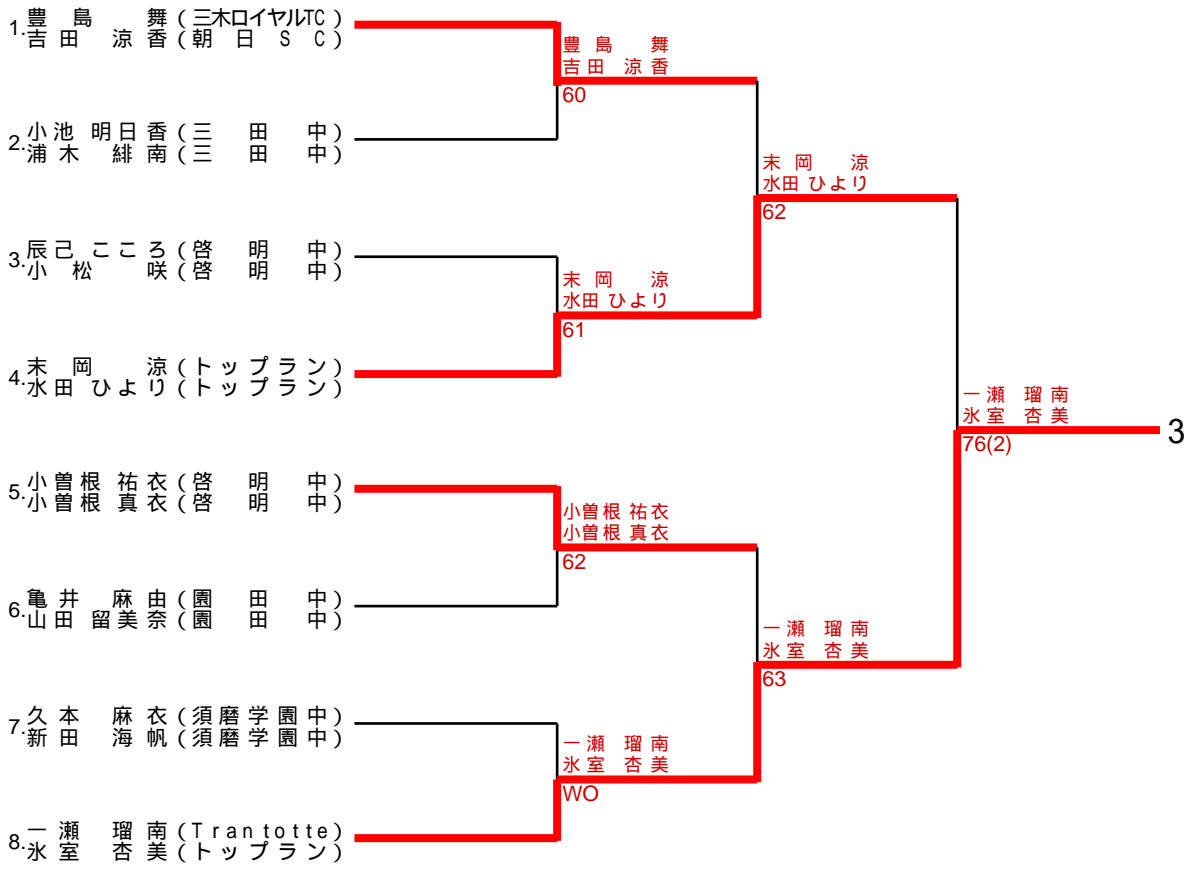 1.豊島 舞(三木ロイヤルTC)
吉田 涼香(朝日SC)
豊島 舞
吉田 涼香
60
2.小池 明日香(三田中)
浦木 緋南(三田中)
末岡 涼
水田 ひより
62
3.辰己 こころ(啓明中)
小松 咲(啓明中)
末岡 涼
水田 ひより
61
4.末岡 涼(トップラン)
水田 ひより(トップラン)
一瀬 瑠南
氷室 杏美
76(2)
3
5.小曽根 祐衣(啓明中)
小曽根 真衣(啓明中)
小曽根 祐衣
小曽根 真衣
62
6.亀井 麻由(園田中)
山田 留美奈(園田中)
一瀬 瑠南
氷室 杏美
63
7.久本 麻衣(須磨学園中)
新田 海帆(須磨学園中)
一瀬 瑠南
氷室 杏美
WO
8.一瀬 瑠南(Trantotte)
氷室 杏美(トップラン)